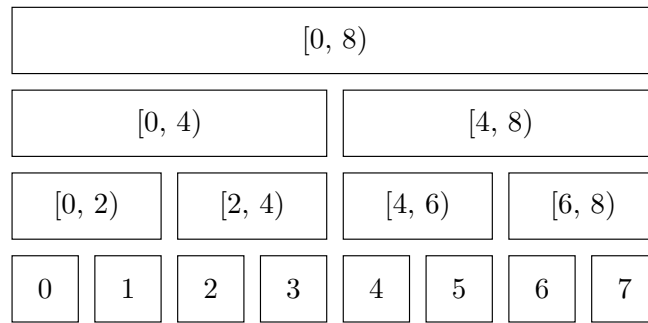 [0, 8)
[0, 4) [4, 8)
[0, 2) [2, 4) [4, 6) [6, 8)
0 1 2 3 4 5 6 7